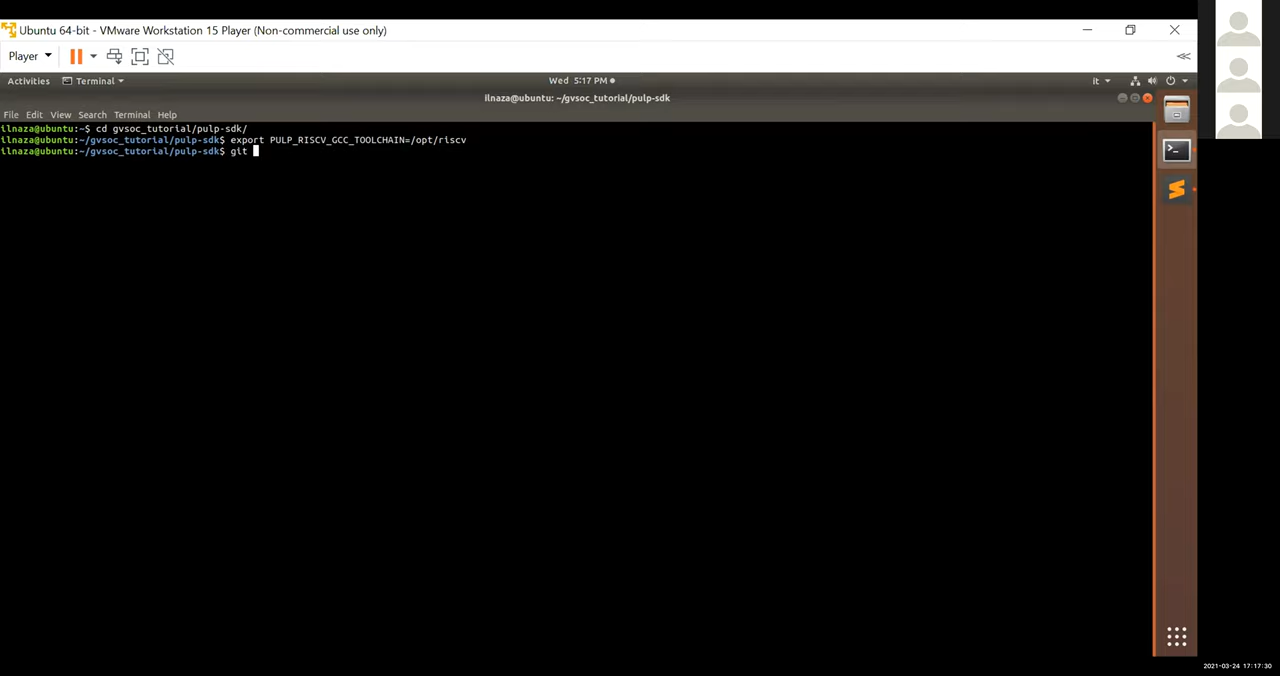 Ubuntu 64-bit - VMware Workstation 15 Player (Non-commercial use only)
Player
Activities Terminal Wed 5:17 PM it
ilnaza@ubuntu: ~/gvsoc_tutorial/pulp-sdk
File Edit View Search Terminal Help
ilnaza@ubuntu:~$ cd gvsoc_tutorial/pulp-sdk/
ilnaza@ubuntu:~/gvsoc_tutorial/pulp-sdk$ export PULP_RISCV_GCC_TOOLCHAIN=/opt/riscv
ilnaza@ubuntu:~/gvsoc_tutorial/pulp-sdk$ git
2021-03-24 17:17:30